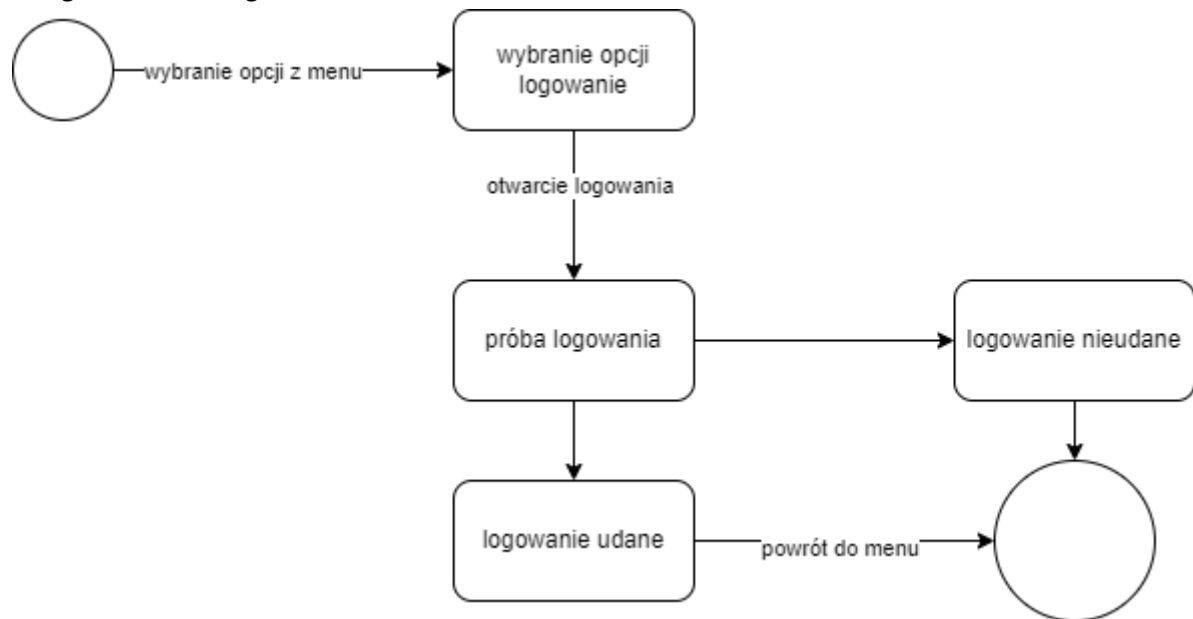 wybranie opcji z menu
wybranie opcji
logowanie
otwarcie logowania
próba logowania
logowanie nieudane
logowanie udane
powrót do menu